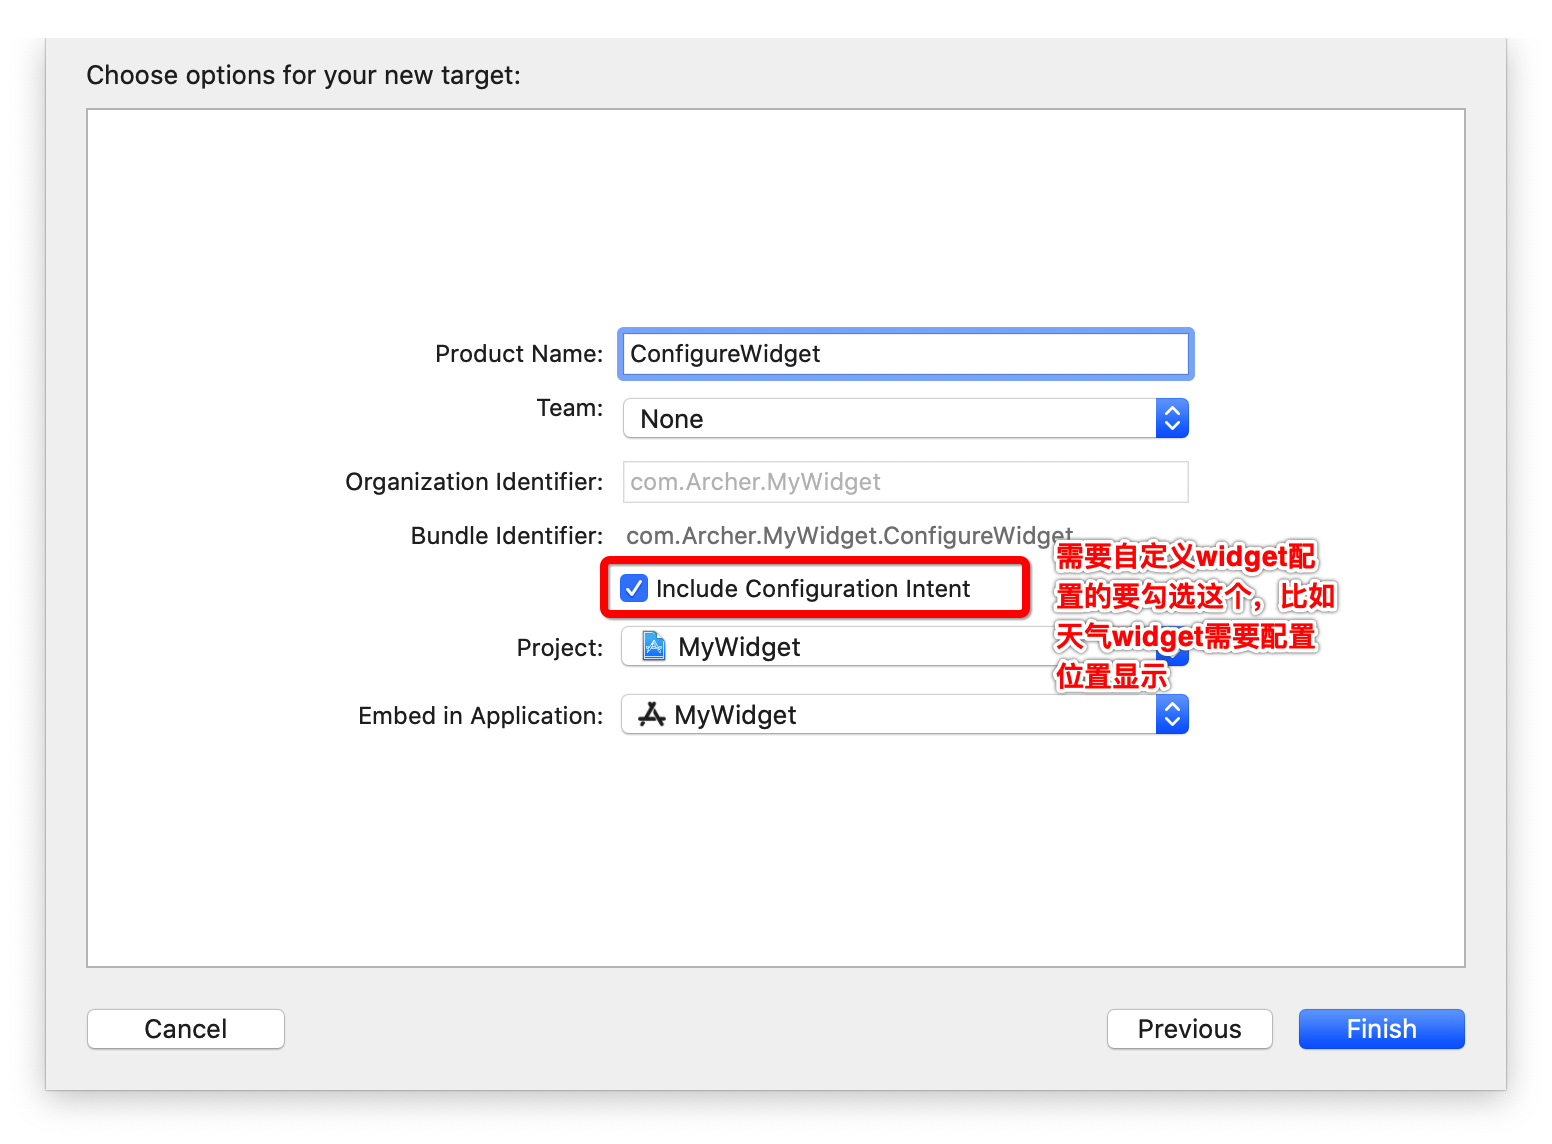 Choose options for your new target:
Product Name: ConfigureWidget
Team: None
Organization Identifier: com.Archer.MyWidget
Bundle Identifier: com.Archer.MyWidget.ConfigureWidget
Include Configuration Intent
需要自定义widget配
置的要勾选这个，比如
天气widget需要配置
位置显示
Project: MyWidget
Embed in Application: MyWidget
Cancel
Previous
Finish